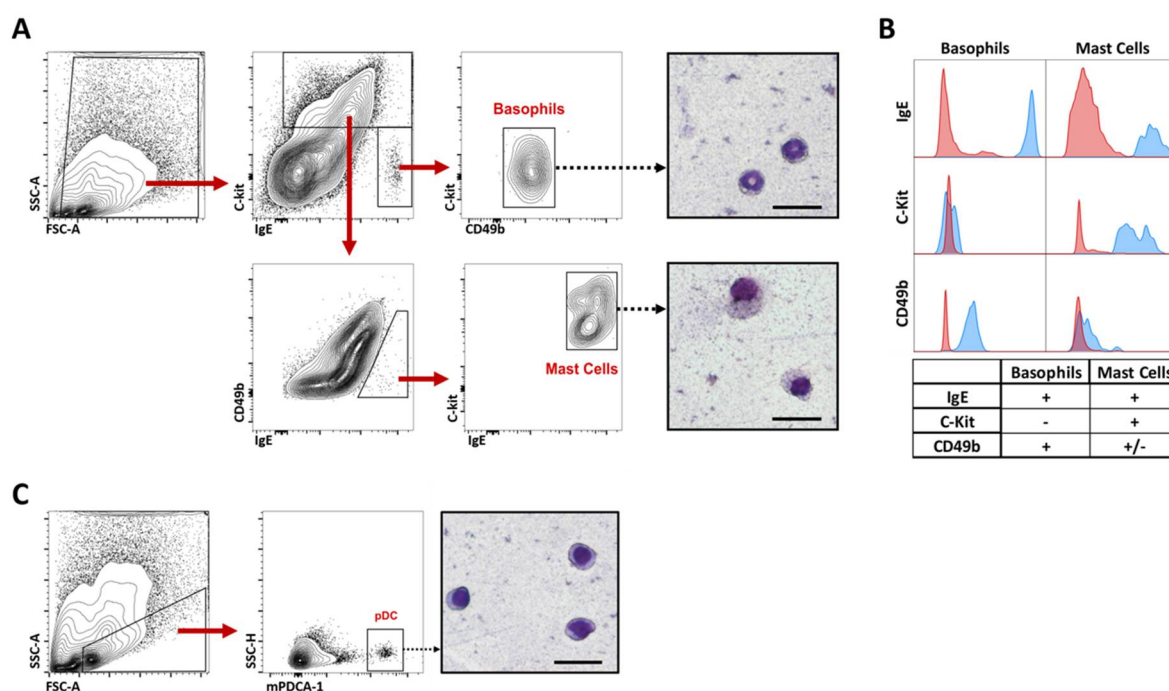 A
SSC-A
FSC-A
C-kit
IgE
Basophils
C-kit
CD49b
CD49b
IgE
Mast Cells
C-kit
IgE
B
Basophils Mast Cells
IgE
C-Kit
CD49b
Basophils Mast Cells
IgE + +
C-Kit - +
CD49b + +/-
C
SSC-A
FSC-A
pDC
SSC-H
mPDCA-1